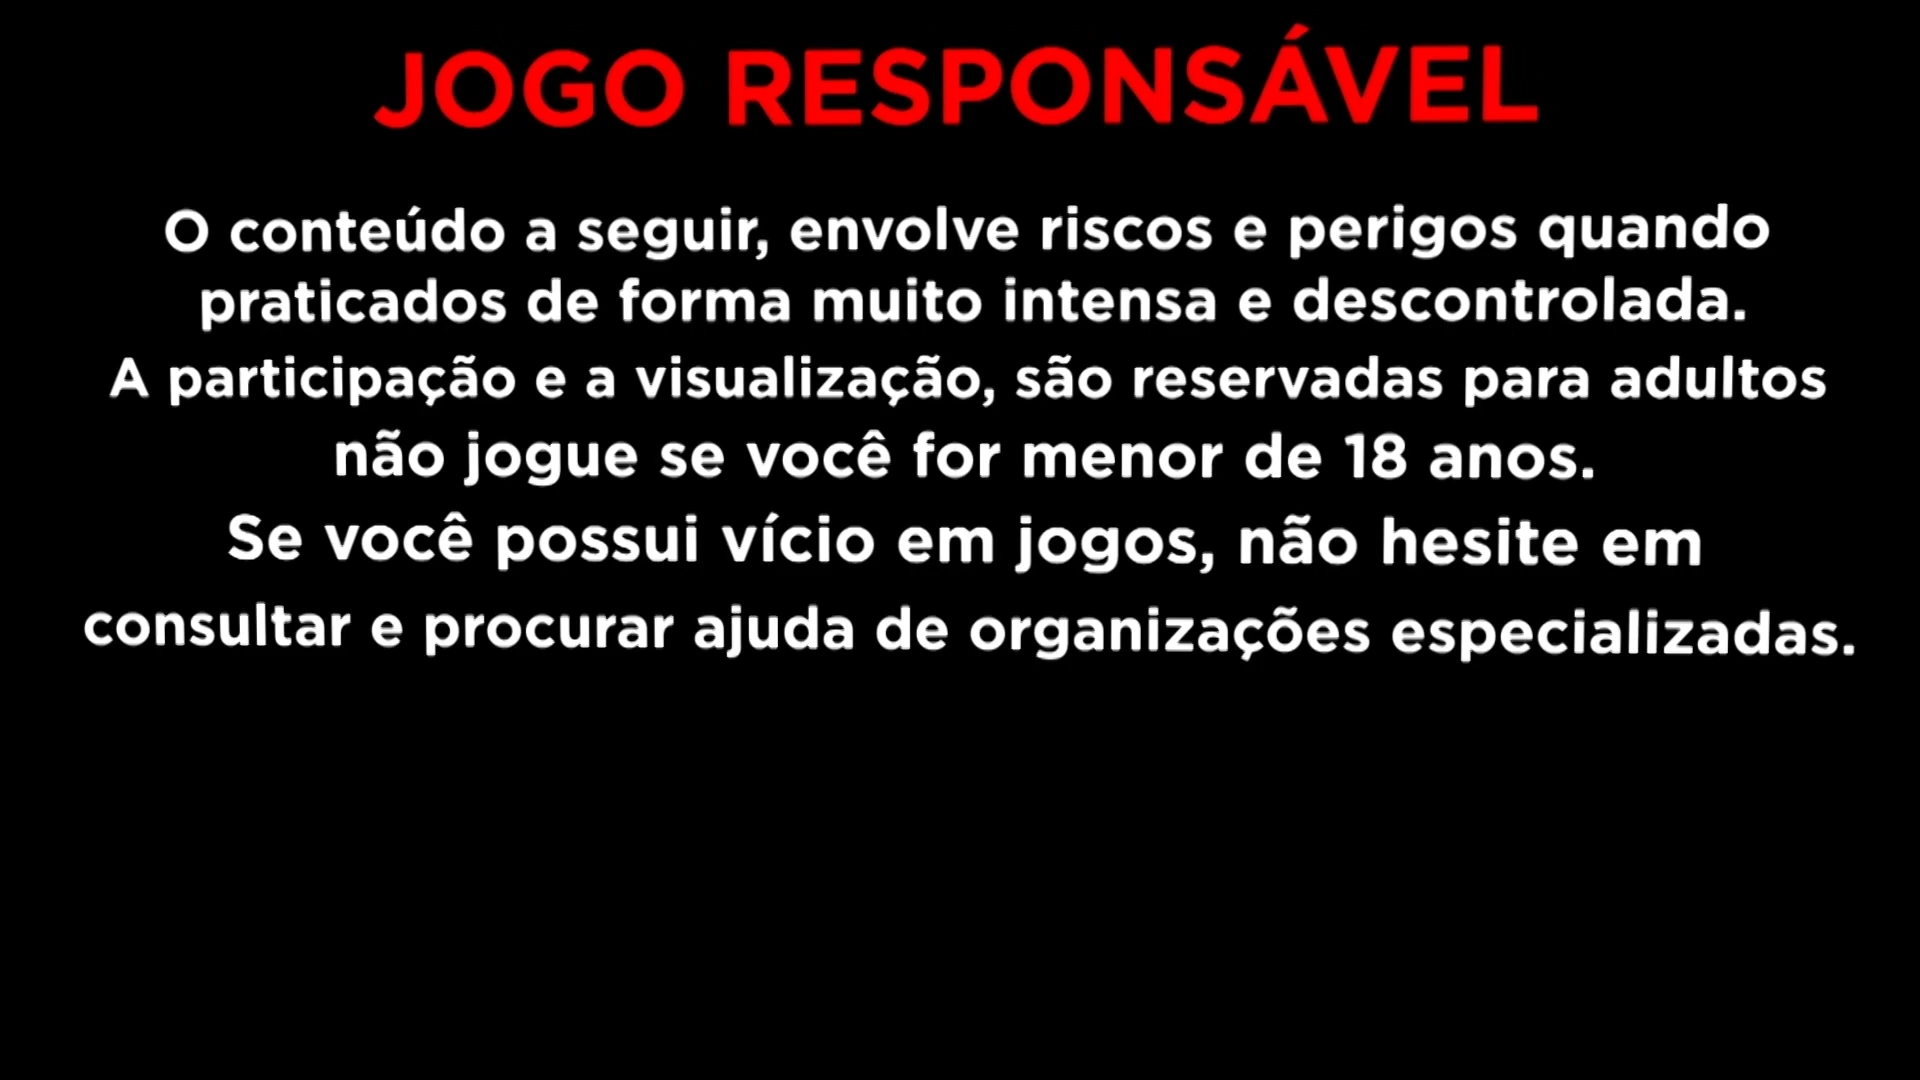 JOGO RESPONSÁVEL
O conteúdo a seguir, envolve riscos e perigos quando
praticados de forma muito intensa e descontrolada.
A participação e a visualização, são reservadas para adultos
não jogue se você for menor de 18 anos.
Se você possui vício em jogos, não hesite em
consultar e procurar ajuda de organizações especializadas.